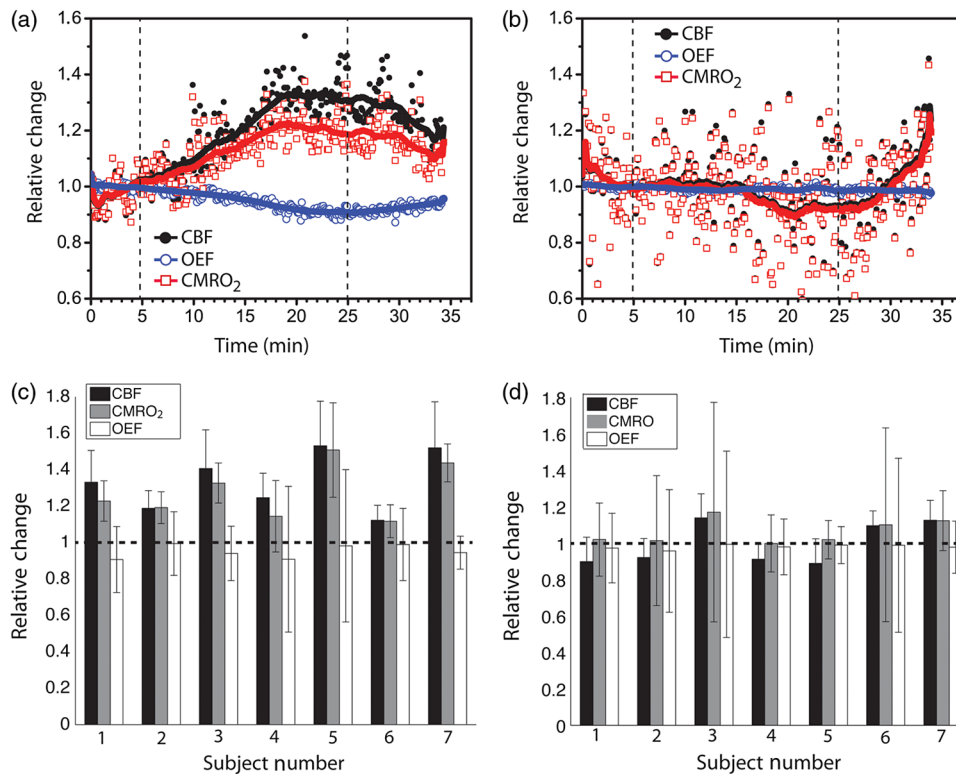 (a)
1.6
1.4
1.2
1.0
0.8
0.6
Relative change
CBF
OEF
CMRO₂
0 5 10 15 20 25 30 35
Time (min)
(b)
1.6
1.4
1.2
1.0
0.8
0.6
Relative change
CBF
OEF
CMRO₂
0 5 10 15 20 25 30 35
Time (min)
(c)
1.8
1.6
1.4
1.2
1
0.8
0.6
0.4
0.2
0
Relative change
CBF
CMRO₂
OEF
1 2 3 4 5 6 7
Subject number
(d)
1.8
1.6
1.4
1.2
1
0.8
0.6
0.4
0.2
0
Relative change
CBF
CMRO
OEF
1 2 3 4 5 6 7
Subject number